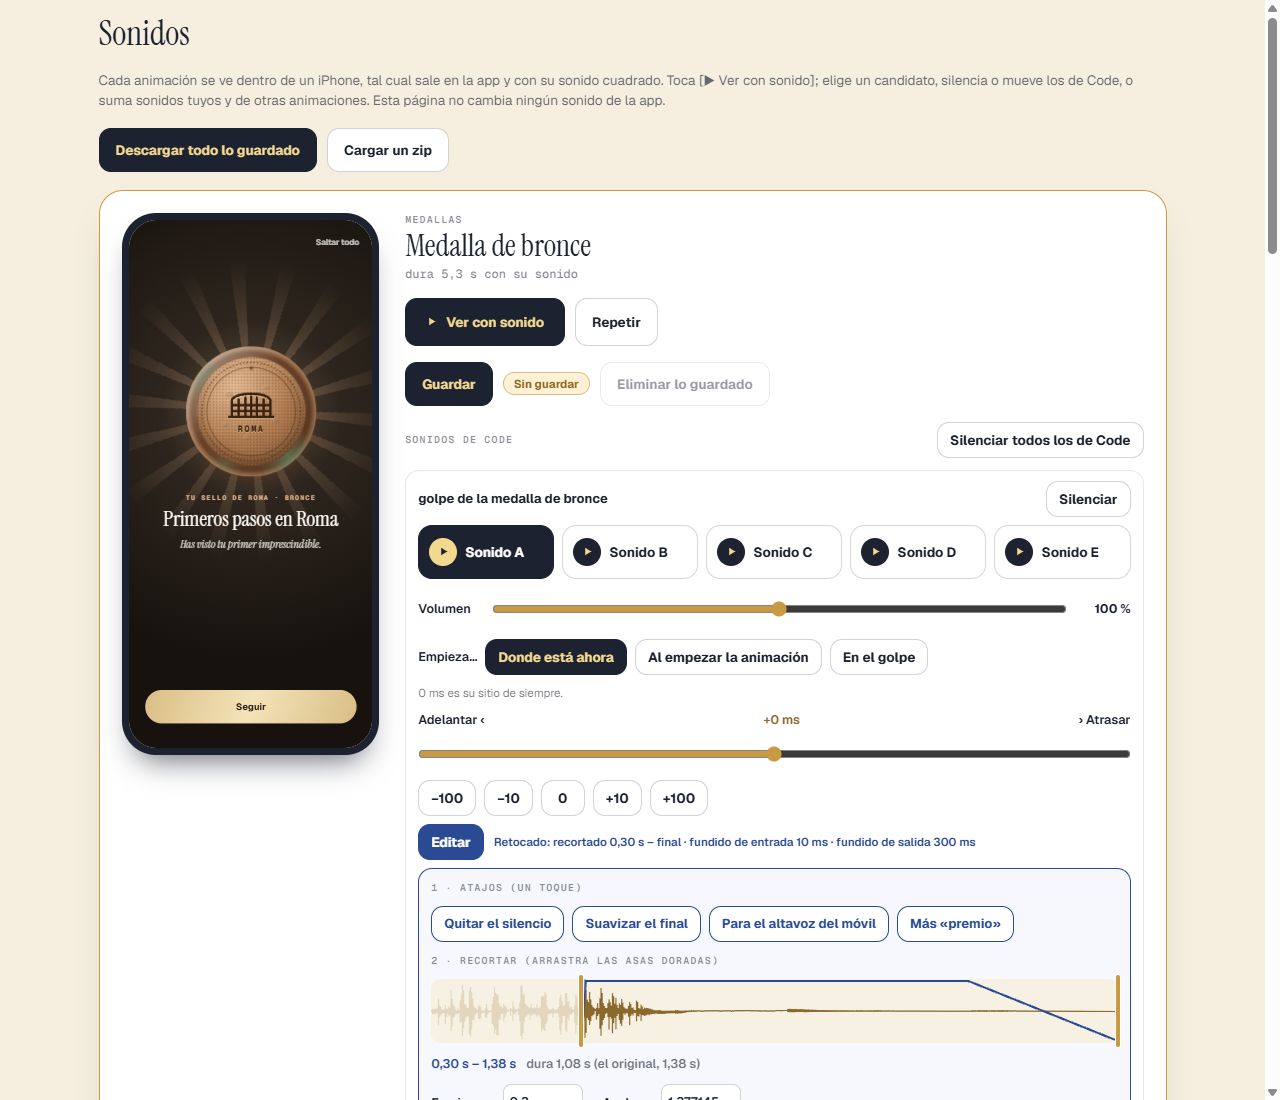 Sonidos
Cada animación se ve dentro de un iPhone, tal cual sale en la app y con su sonido cuadrado. Toca [▶ Ver con sonido]; elige un candidato, silencia o mueve los de Code, o
suma sonidos tuyos y de otras animaciones. Esta página no cambia ningún sonido de la app.
Descargar todo lo guardado
Cargar un zip
Saltar todo
ROMA
TU SELLO DE ROMA · BRONCE
Primeros pasos en Roma
Has visto tu primer imprescindible.
Seguir
MEDALLAS
Medalla de bronce
dura 5,3 s con su sonido
▶ Ver con sonido
Repetir
Guardar
Sin guardar
Eliminar lo guardado
SONIDOS DE CODE
Silenciar todos los de Code
golpe de la medalla de bronce
Silenciar
Sonido A
Sonido B
Sonido C
Sonido D
Sonido E
Volumen
100 %
Empieza...
Donde está ahora
Al empezar la animación
En el golpe
0 ms es su sitio de siempre.
Adelantar ‹
+0 ms
› Atrasar
−100
−10
0
+10
+100
Editar
Retocado: recortado 0,30 s – final · fundido de entrada 10 ms · fundido de salida 300 ms
1 · ATAJOS (UN TOQUE)
Quitar el silencio
Suavizar el final
Para el altavoz del móvil
Más «premio»
2 · RECORTAR (ARRASTRA LAS ASAS DORADAS)
0,30 s – 1,38 s dura 1,08 s (el original, 1,38 s)